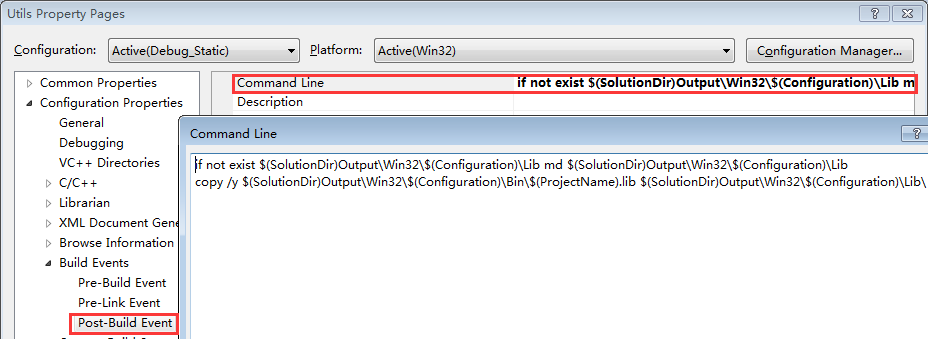 Utils Property Pages
Configuration: Active(Debug_Static) Platform: Active(Win32) Configuration Manager...
Common Properties
Configuration Properties
General
Debugging
VC++ Directories
C/C++
Librarian
XML Document Gene
Browse Information
Build Events
Pre-Build Event
Pre-Link Event
Post-Build Event
Command Line if not exist $(SolutionDir)Output\Win32\$(Configuration)\Lib m
Description
Command Line
if not exist $(SolutionDir)Output\Win32\$(Configuration)\Lib md $(SolutionDir)Output\Win32\$(Configuration)\Lib
copy /y $(SolutionDir)Output\Win32\$(Configuration)\Bin\$(ProjectName).lib $(SolutionDir)Output\Win32\$(Configuration)\Lib\